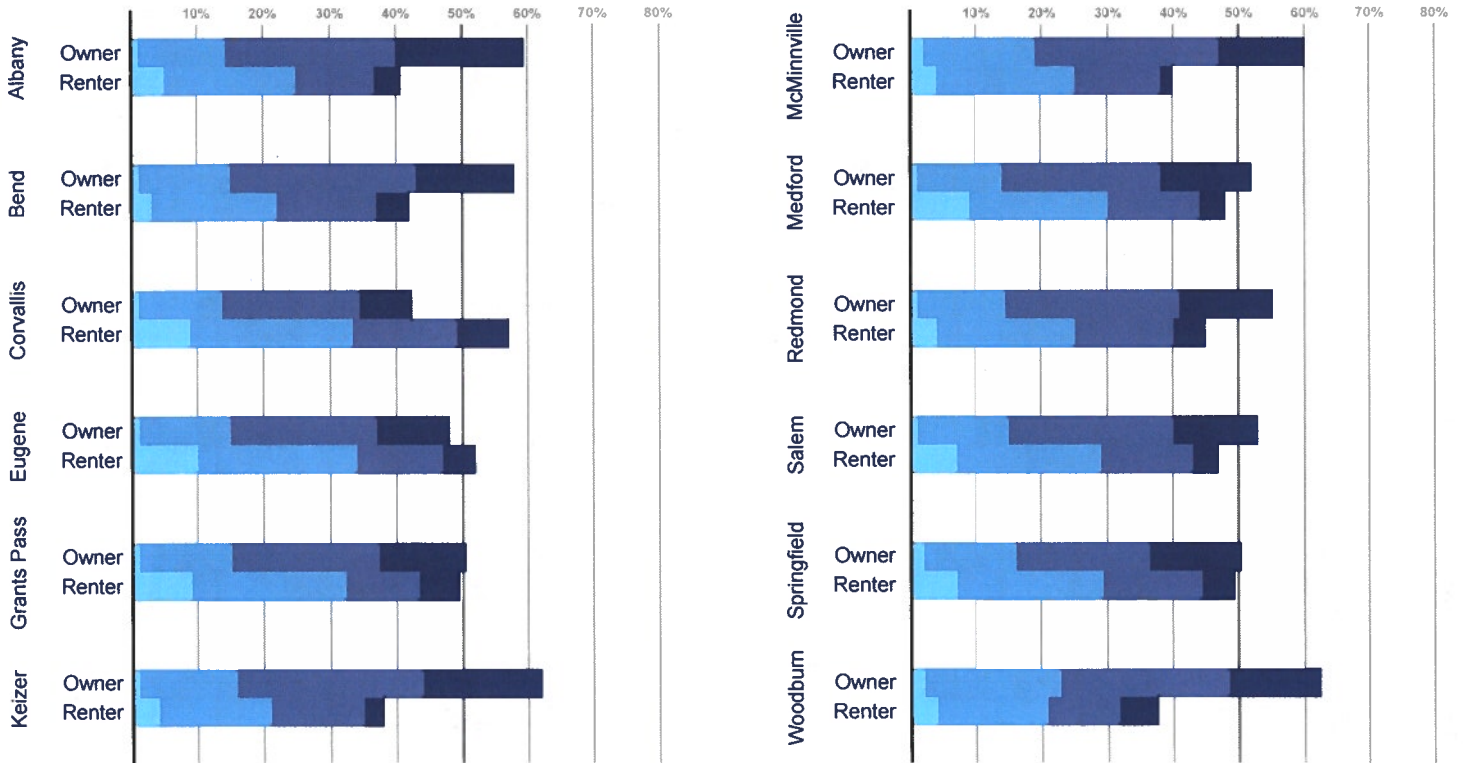 10% 20% 30% 40% 50% 60% 70% 80%
Albany
Owner
Renter
Bend
Owner
Renter
Corvallis
Owner
Renter
Eugene
Owner
Renter
Grants Pass
Owner
Renter
Keizer
Owner
Renter
10% 20% 30% 40% 50% 60% 70% 80%
McMinnville
Owner
Renter
Medford
Owner
Renter
Redmond
Owner
Renter
Salem
Owner
Renter
Springfield
Owner
Renter
Woodburn
Owner
Renter